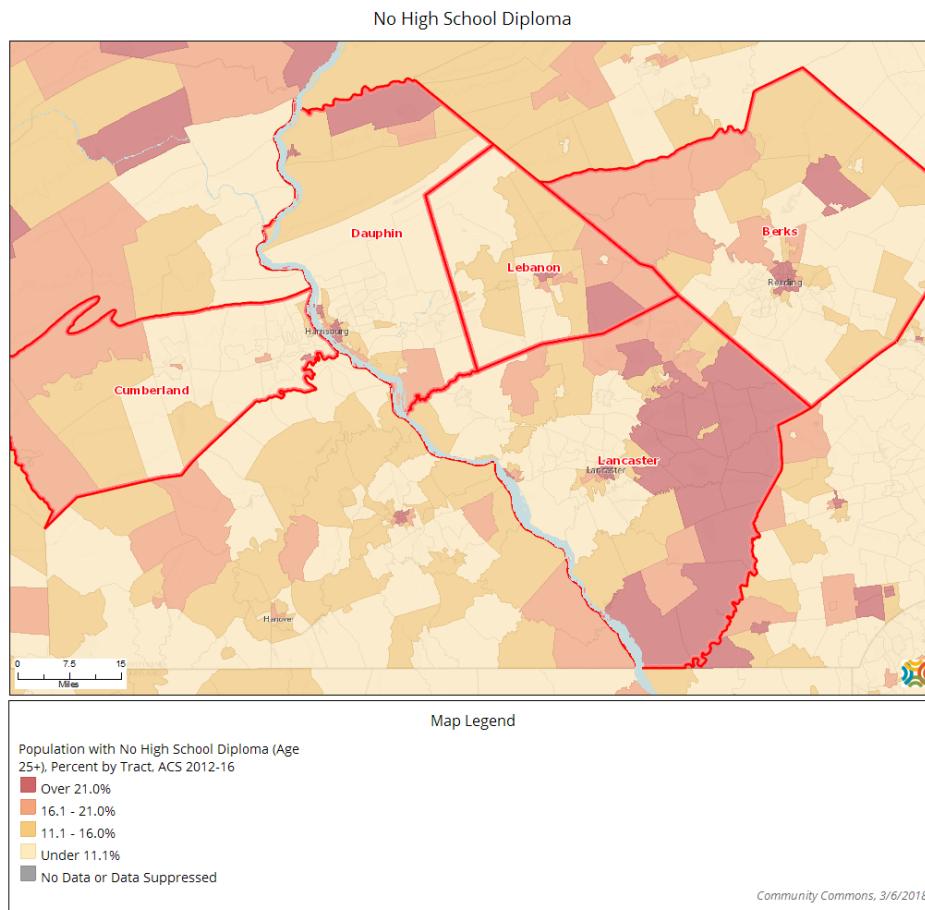 No High School Diploma
Dauphin
Berks
Lebanon
Reading
Harrisburg
Cumberland
Lancaster
Lancaster
Hanover
0 7.5 15
Miles
Map Legend
Population with No High School Diploma (Age
25+), Percent by Tract, ACS 2012-16
Over 21.0%
16.1 - 21.0%
11.1 - 16.0%
Under 11.1%
No Data or Data Suppressed
Community Commons, 3/6/2018